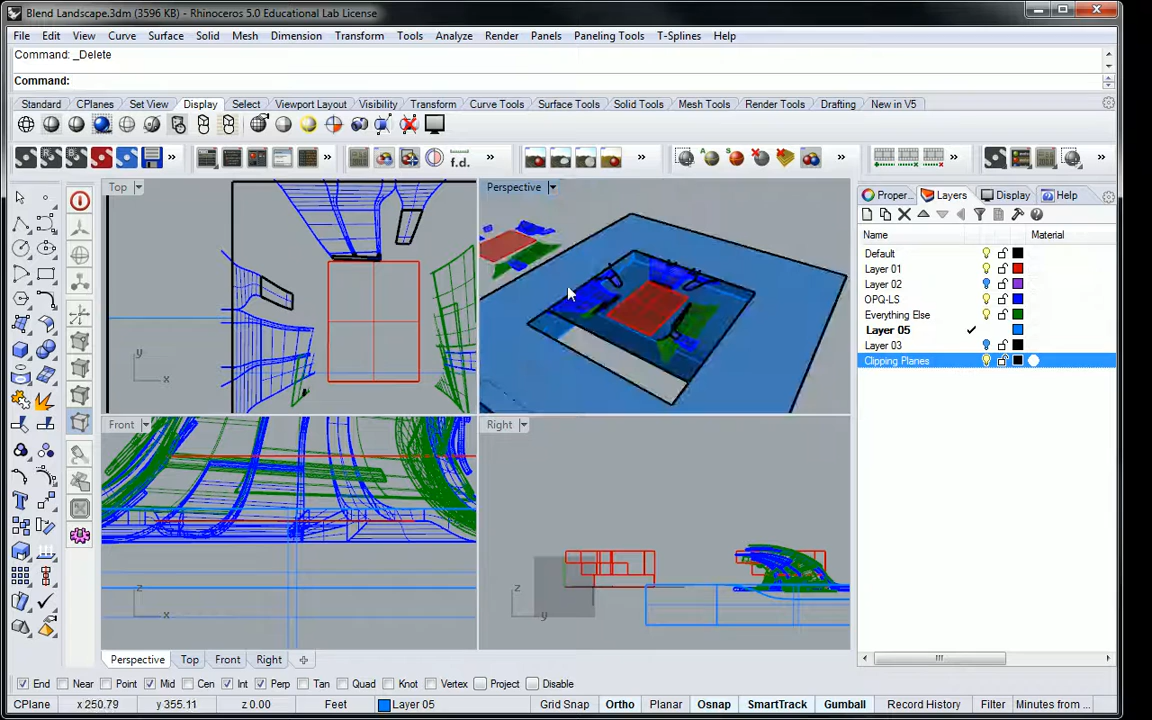 Blend Landscape.3dm (3596 KB) - Rhinoceros 5.0 Educational Lab License
File Edit View Curve Surface Solid Mesh Dimension Transform Tools Analyze Render Panels Paneling Tools T-Splines Help
Command: _Delete
Command:
Standard CPlanes Set View Display Select Viewport Layout Visibility Transform Curve Tools Surface Tools Solid Tools Mesh Tools Render Tools Drafting New in V5
f.d.
Top
Perspective
Proper... Layers Display Help
Name Material
Default
Layer 01
Layer 02
OPQ-LS
Everything Else
Layer 05
Layer 03
Clipping Planes
y
x
Front
Right
z
x
z
y
Perspective Top Front Right
End Near Point Mid Cen Int Perp Tan Quad Knot Vertex Project Disable
CPlane x 250.79 y 355.11 z 0.00 Feet Layer 05 Grid Snap Ortho Planar Osnap SmartTrack Gumball Record History Filter Minutes from ...